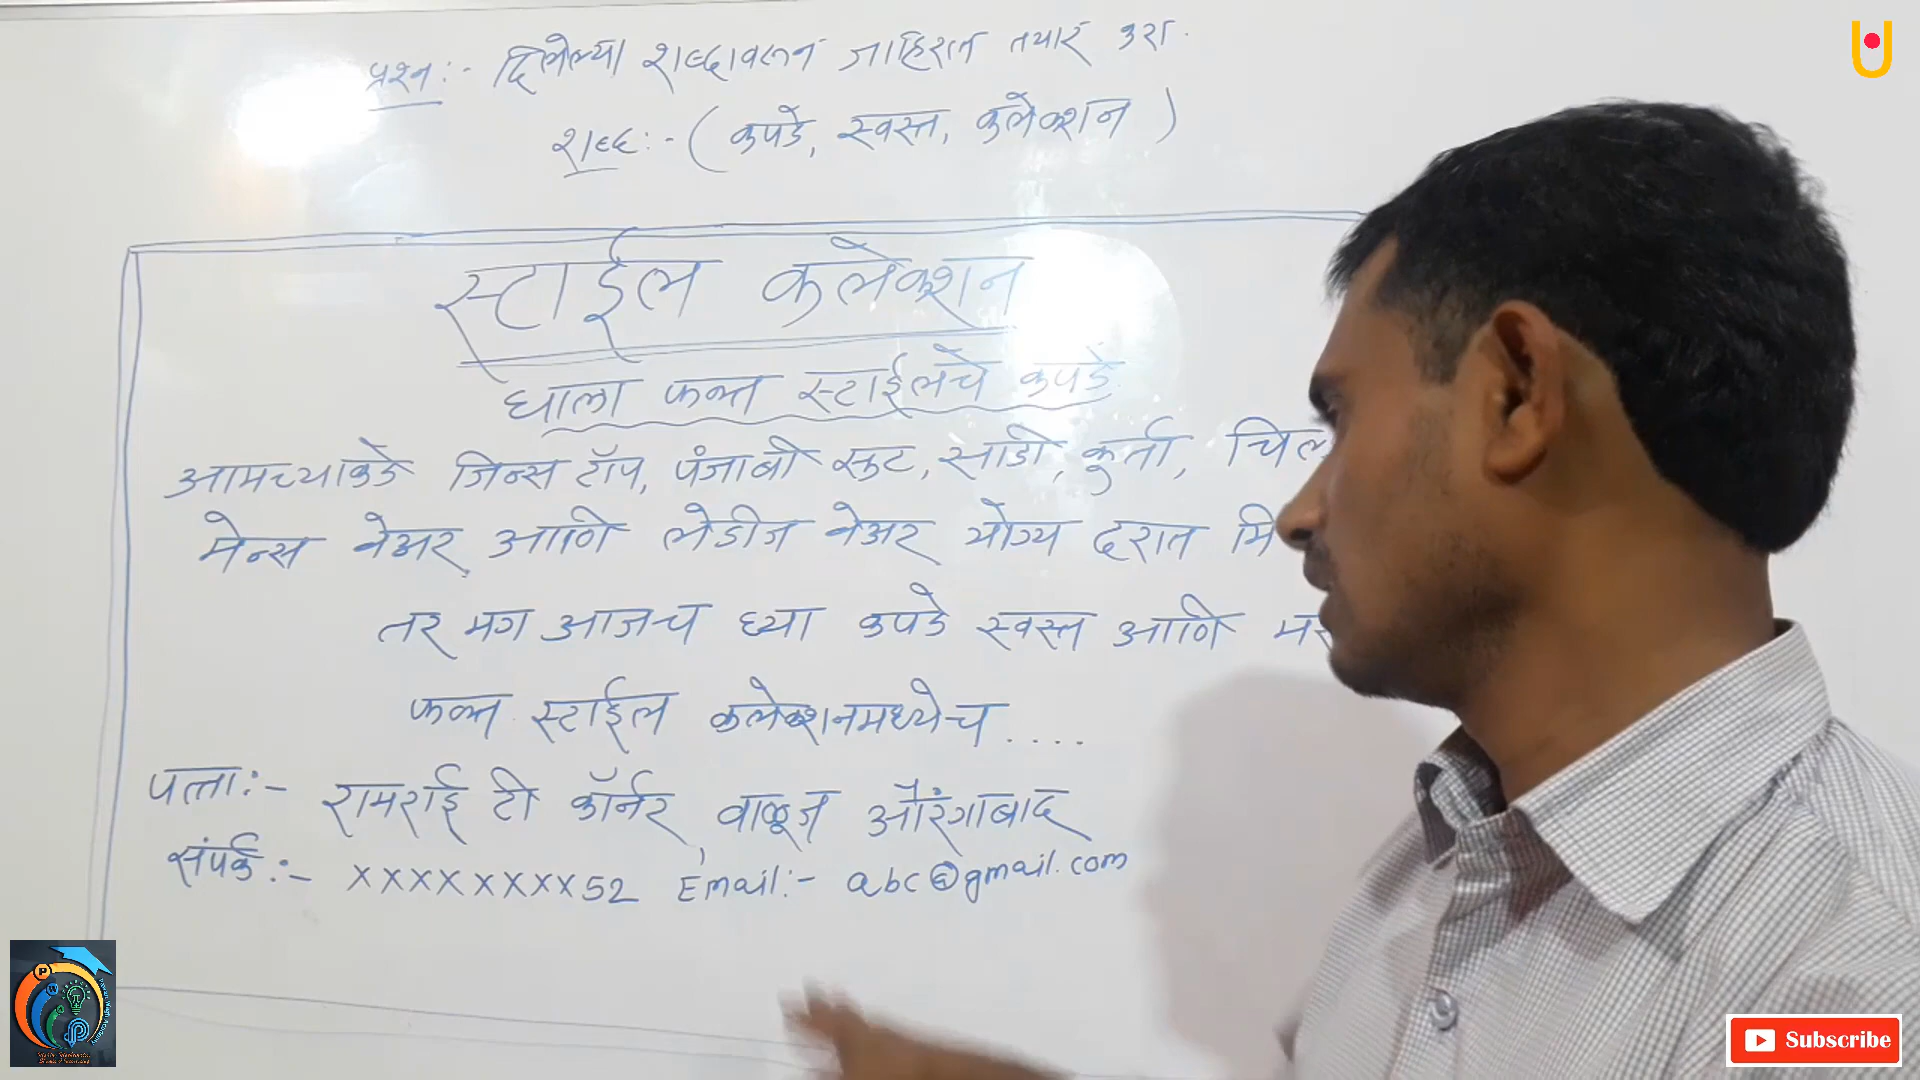 प्रश्न :- दिलेल्या शब्दावरून जाहिरात तयार करा.
शब्द :- ( कपडे, स्वस्त, कलेक्शन )
स्टाईल कलेक्शन
घाला फक्त स्टाईलचे कपडे
आमच्याकडे जिन्स टॉप, पंजाबी सूट, साडी, कुर्ता,
मेन्स वेअर आणि लेडीज वेअर योग्य दरात
तर मग आजच घ्या कपडे स्वस्त आणि
फक्त स्टाईल कलेक्शनमध्येच ....
पत्ता :- रामराई टी कॉर्नर, वाळूज औरंगाबाद
संपर्क :- xxxxxxxx52 Email :- abc@gmail.com
Subscribe